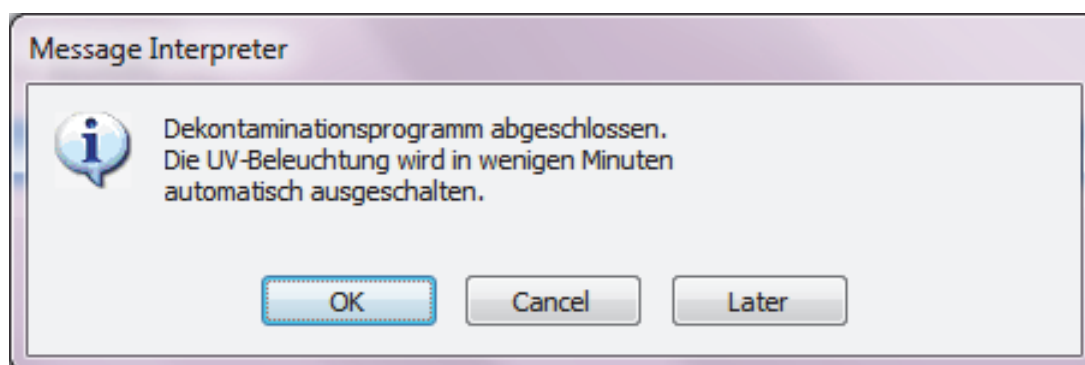 Message Interpreter
Dekontaminationsprogramm abgeschlossen.
Die UV-Beleuchtung wird in wenigen Minuten
automatisch ausgeschalten.
OK Cancel Later